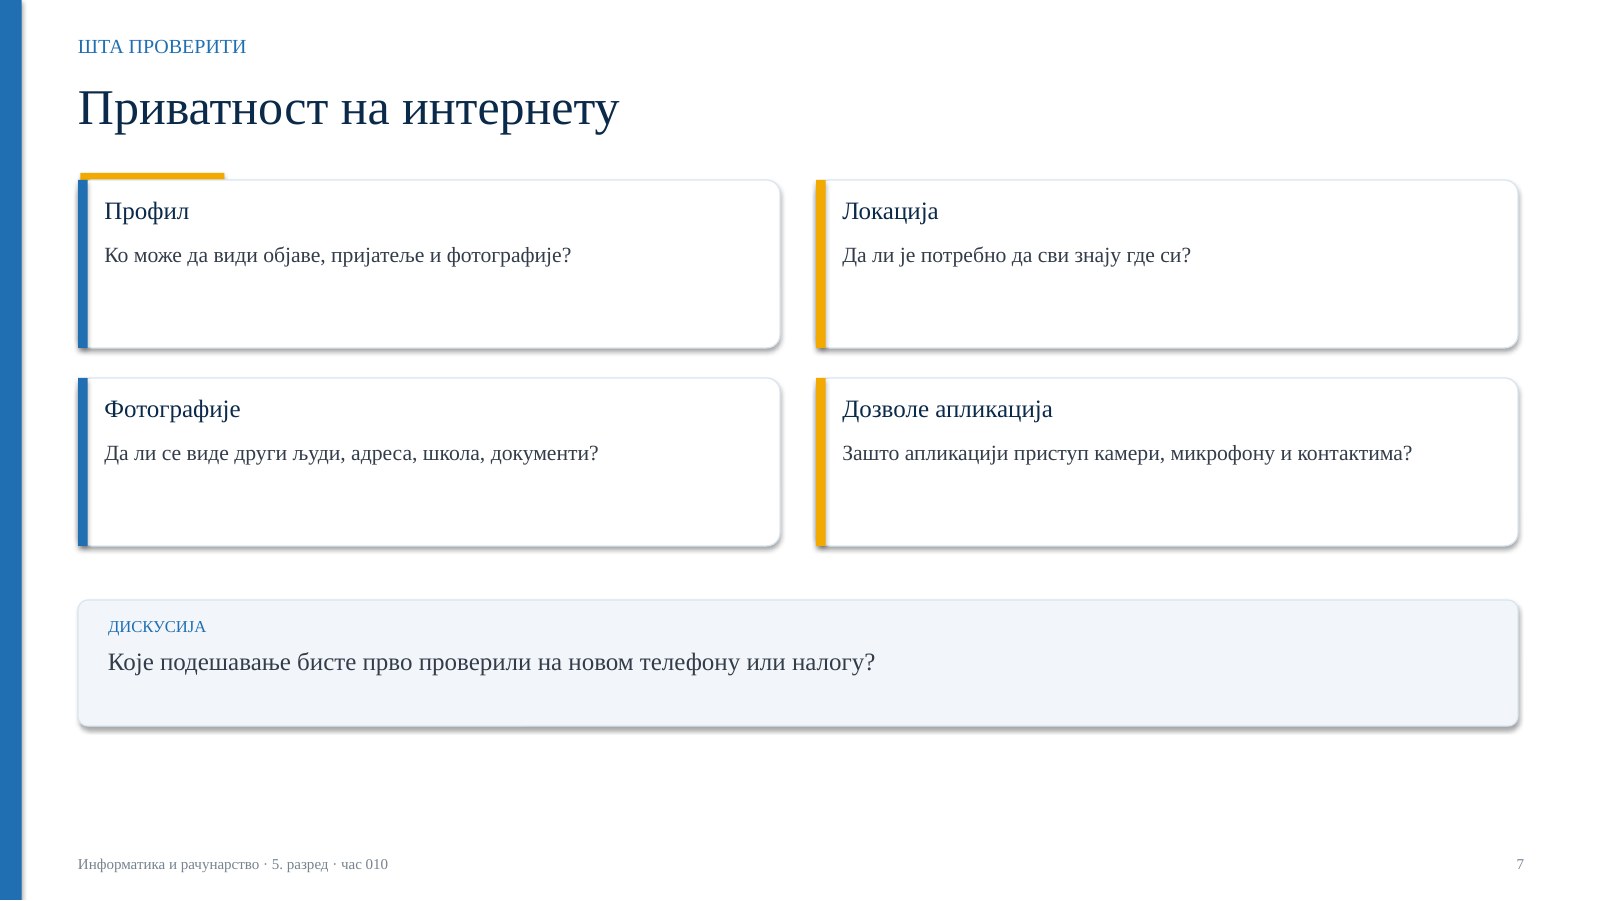 ШТА ПРОВЕРИТИ
Приватност на интернету
Профил
Ко може да види објаве, пријатеље и фотографије?
Локација
Да ли је потребно да сви знају где си?
Фотографије
Да ли се виде други људи, адреса, школа, документи?
Дозволе апликација
Зашто апликацији приступ камери, микрофону и контактима?
ДИСКУСИЈА
Које подешавање бисте прво проверили на новом телефону или налогу?
Информатика и рачунарство · 5. разред · час 010
7